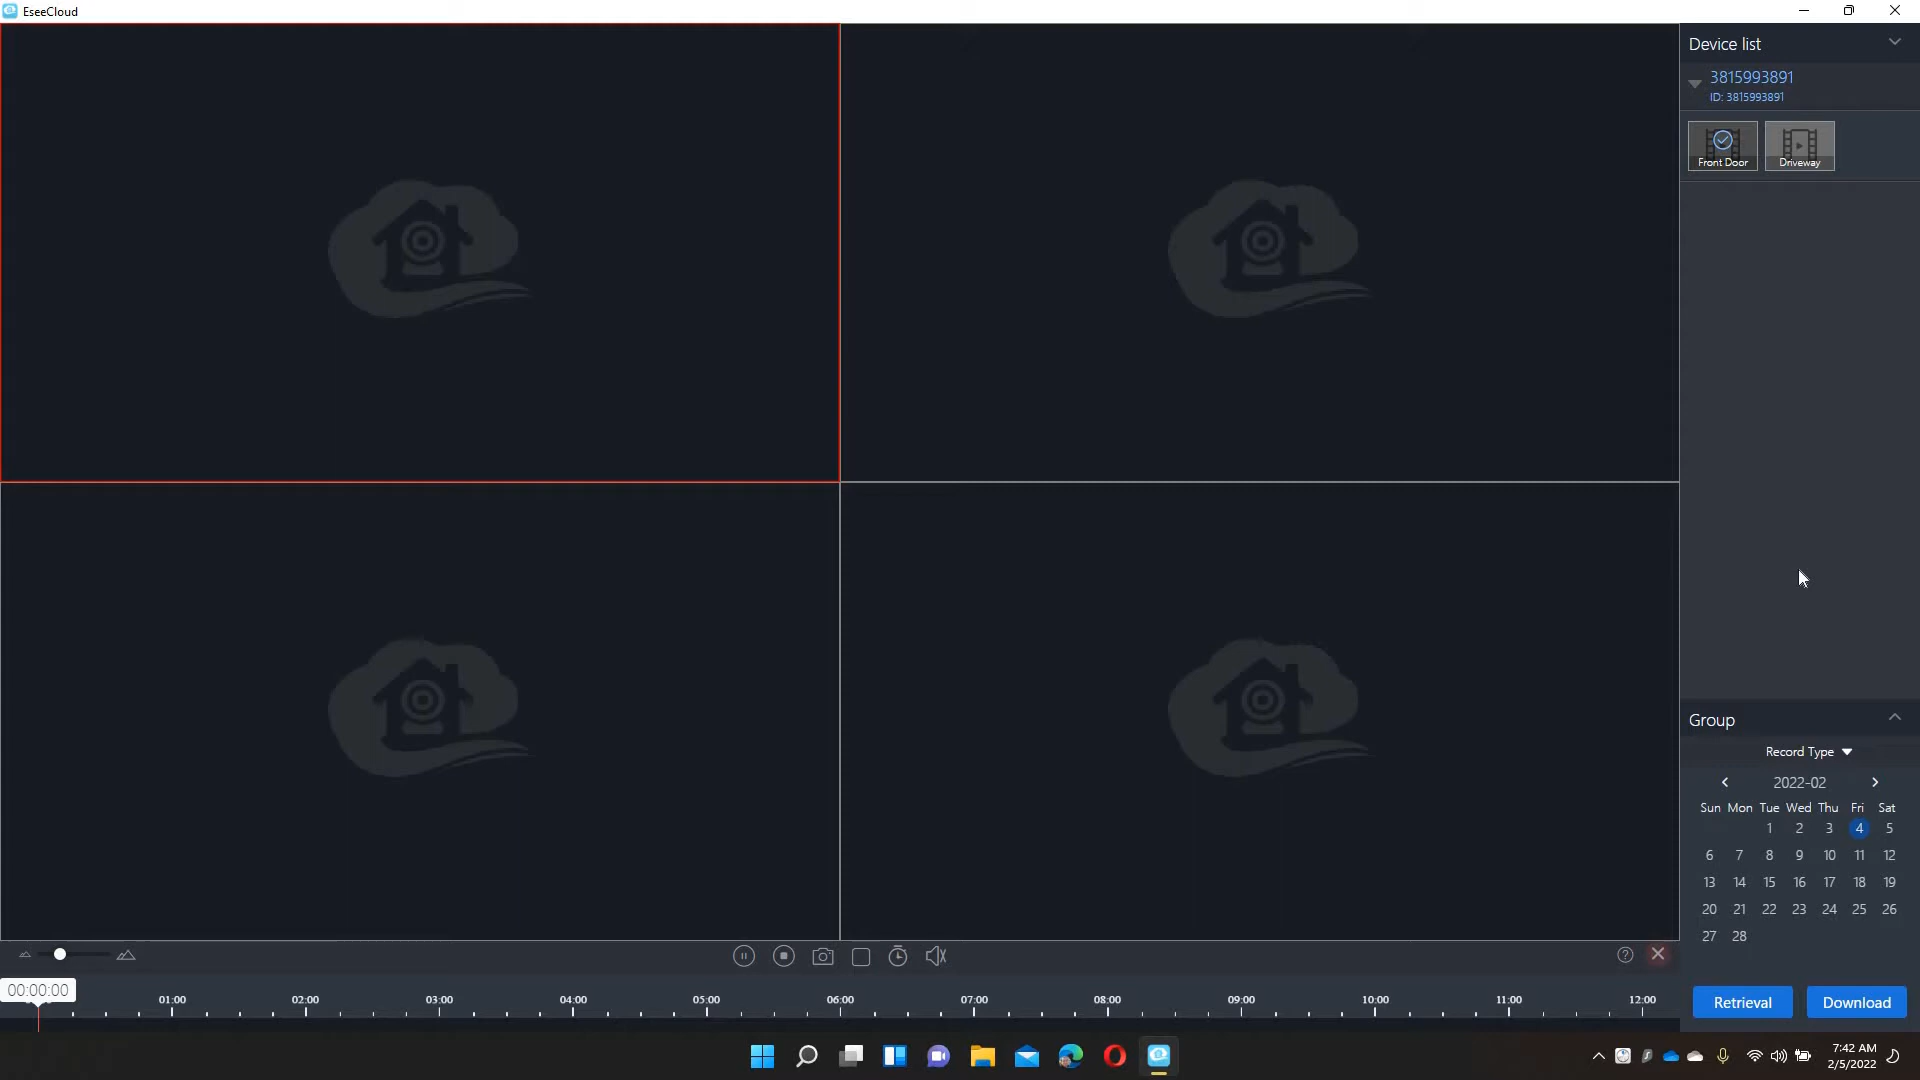 EseeCloud
Device list
3815993891
ID: 3815993891
Front Door
Driveway
Group
Record Type
2022-02
Sun Mon Tue Wed Thu Fri Sat
1 2 3 4 5
6 7 8 9 10 11 12
13 14 15 16 17 18 19
20 21 22 23 24 25 26
27 28
00:00:00
01:00 02:00 03:00 04:00 05:00 06:00 07:00 08:00 09:00 10:00 11:00 12:00
Retrieval
Download
7:42 AM
2/5/2022